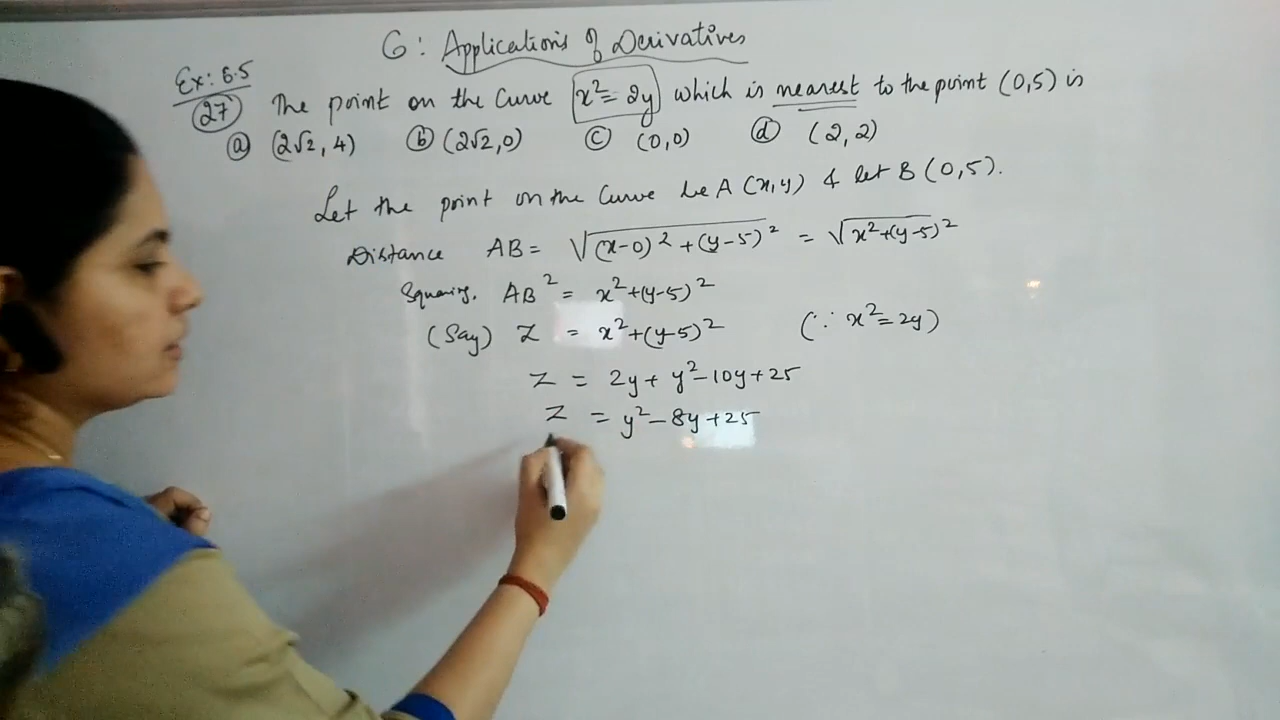 6: Applications of Derivatives
Ex: 6.5
27) The point on the curve x²=2y which is nearest to the point (0,5) is
ⓐ (2√2, 4) ⓑ (2√2,0) ⓒ (0,0) ⓓ (2,2)
Let the point on the curve be A (x,y) & let B (0,5).
Distance AB = √(x-0)²+(y-5)² = √x²+(y-5)²
Squaring. AB² = x²+(y-5)²
(Say) Z = x²+(y-5)² (∵ x²=2y)
Z = 2y+y²-10y+25
Z = y²-8y+25